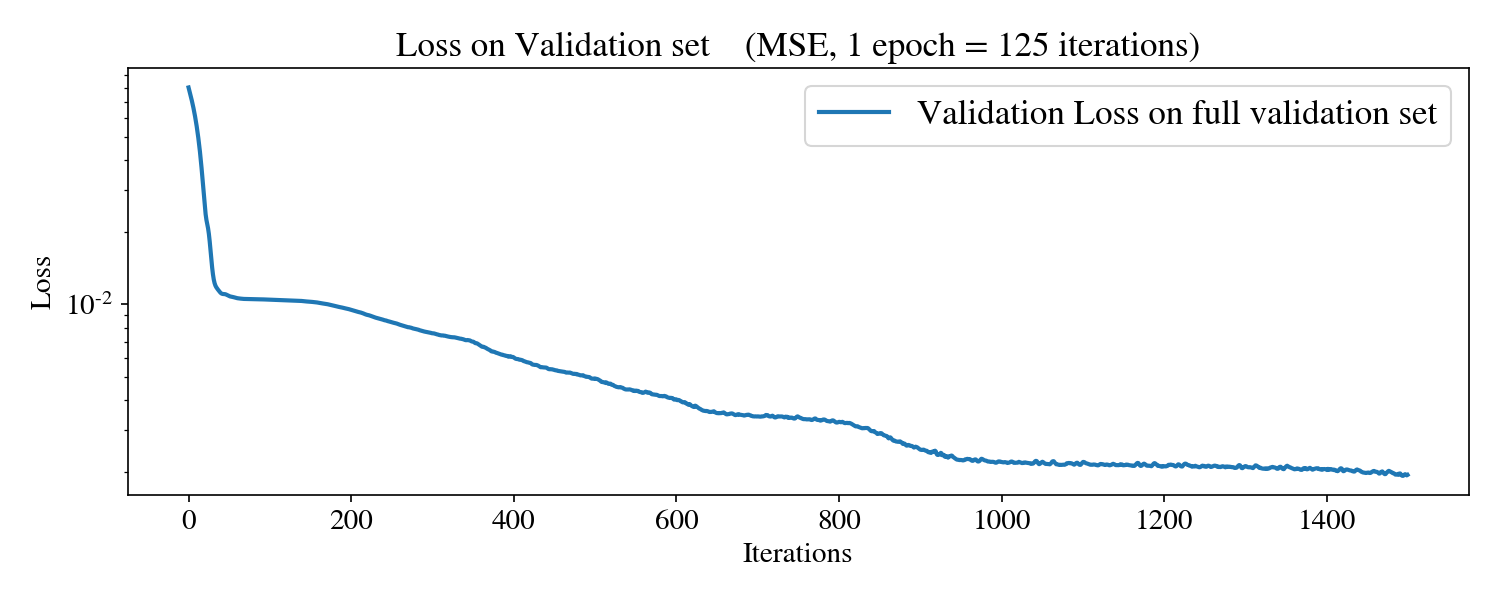 Loss on Validation set (MSE, 1 epoch = 125 iterations)
Validation Loss on full validation set
Loss
10⁻²
0 200 400 600 800 1000 1200 1400
Iterations